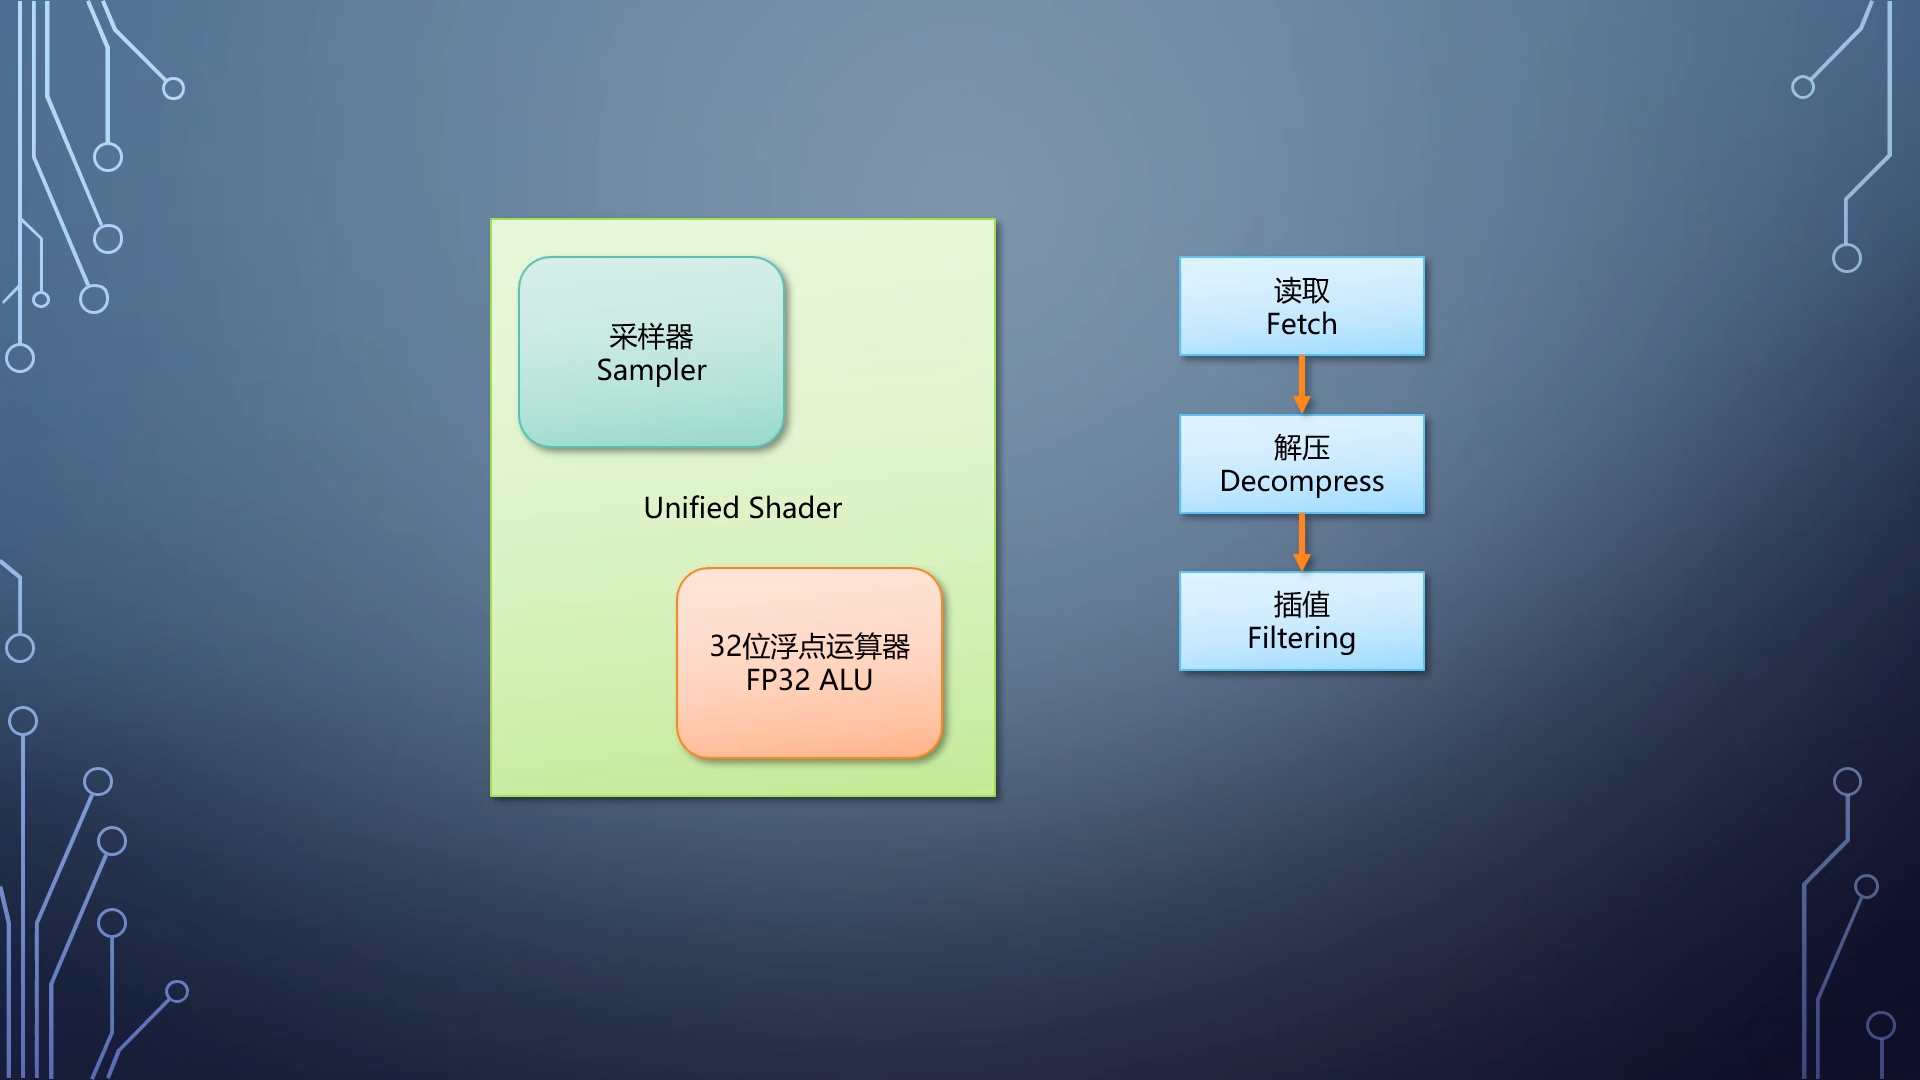 采样器
Sampler
Unified Shader
32位浮点运算器
FP32 ALU
读取
Fetch
解压
Decompress
插值
Filtering